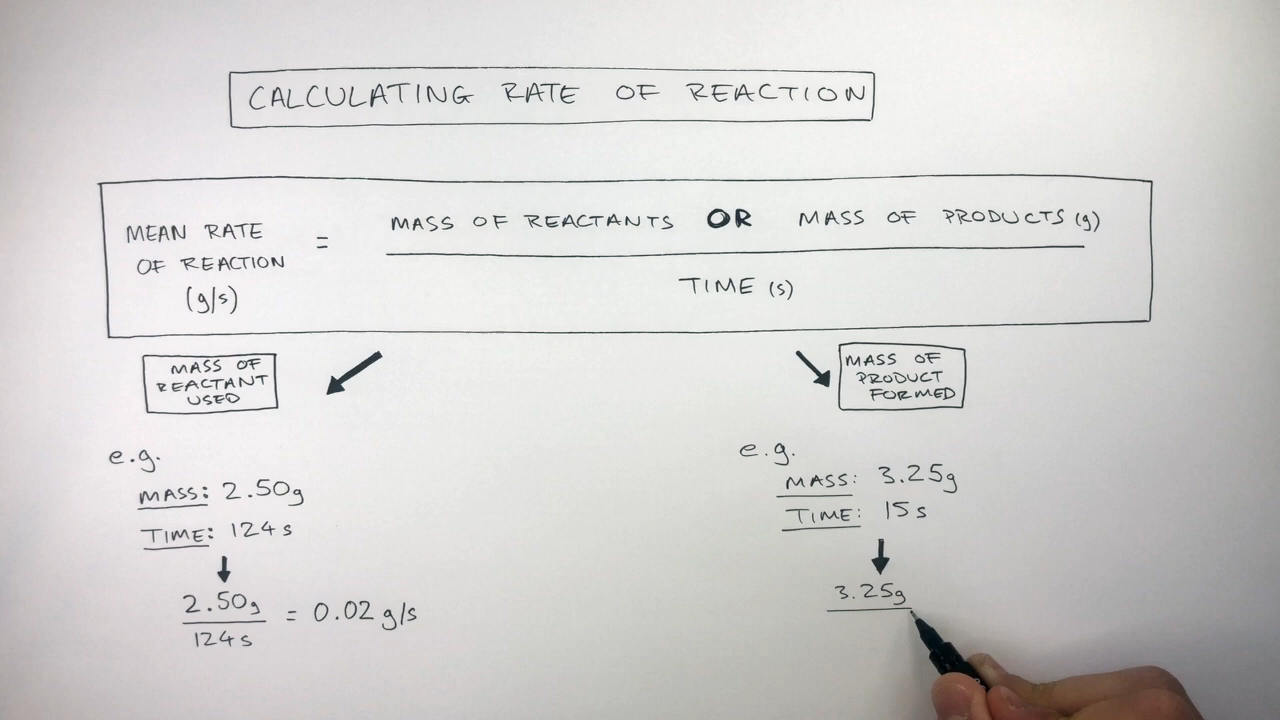 CALCULATING RATE OF REACTION
MEAN RATE
OF REACTION
(g/s)
=
MASS OF REACTANTS OR MASS OF PRODUCTS (g)
TIME (s)
MASS OF
REACTANT
USED
e.g.
MASS: 2.50g
TIME: 124s
2.50g
124s
= 0.02 g/s
MASS OF
PRODUCT
FORMED
e.g.
MASS: 3.25g
TIME: 15s
3.25g